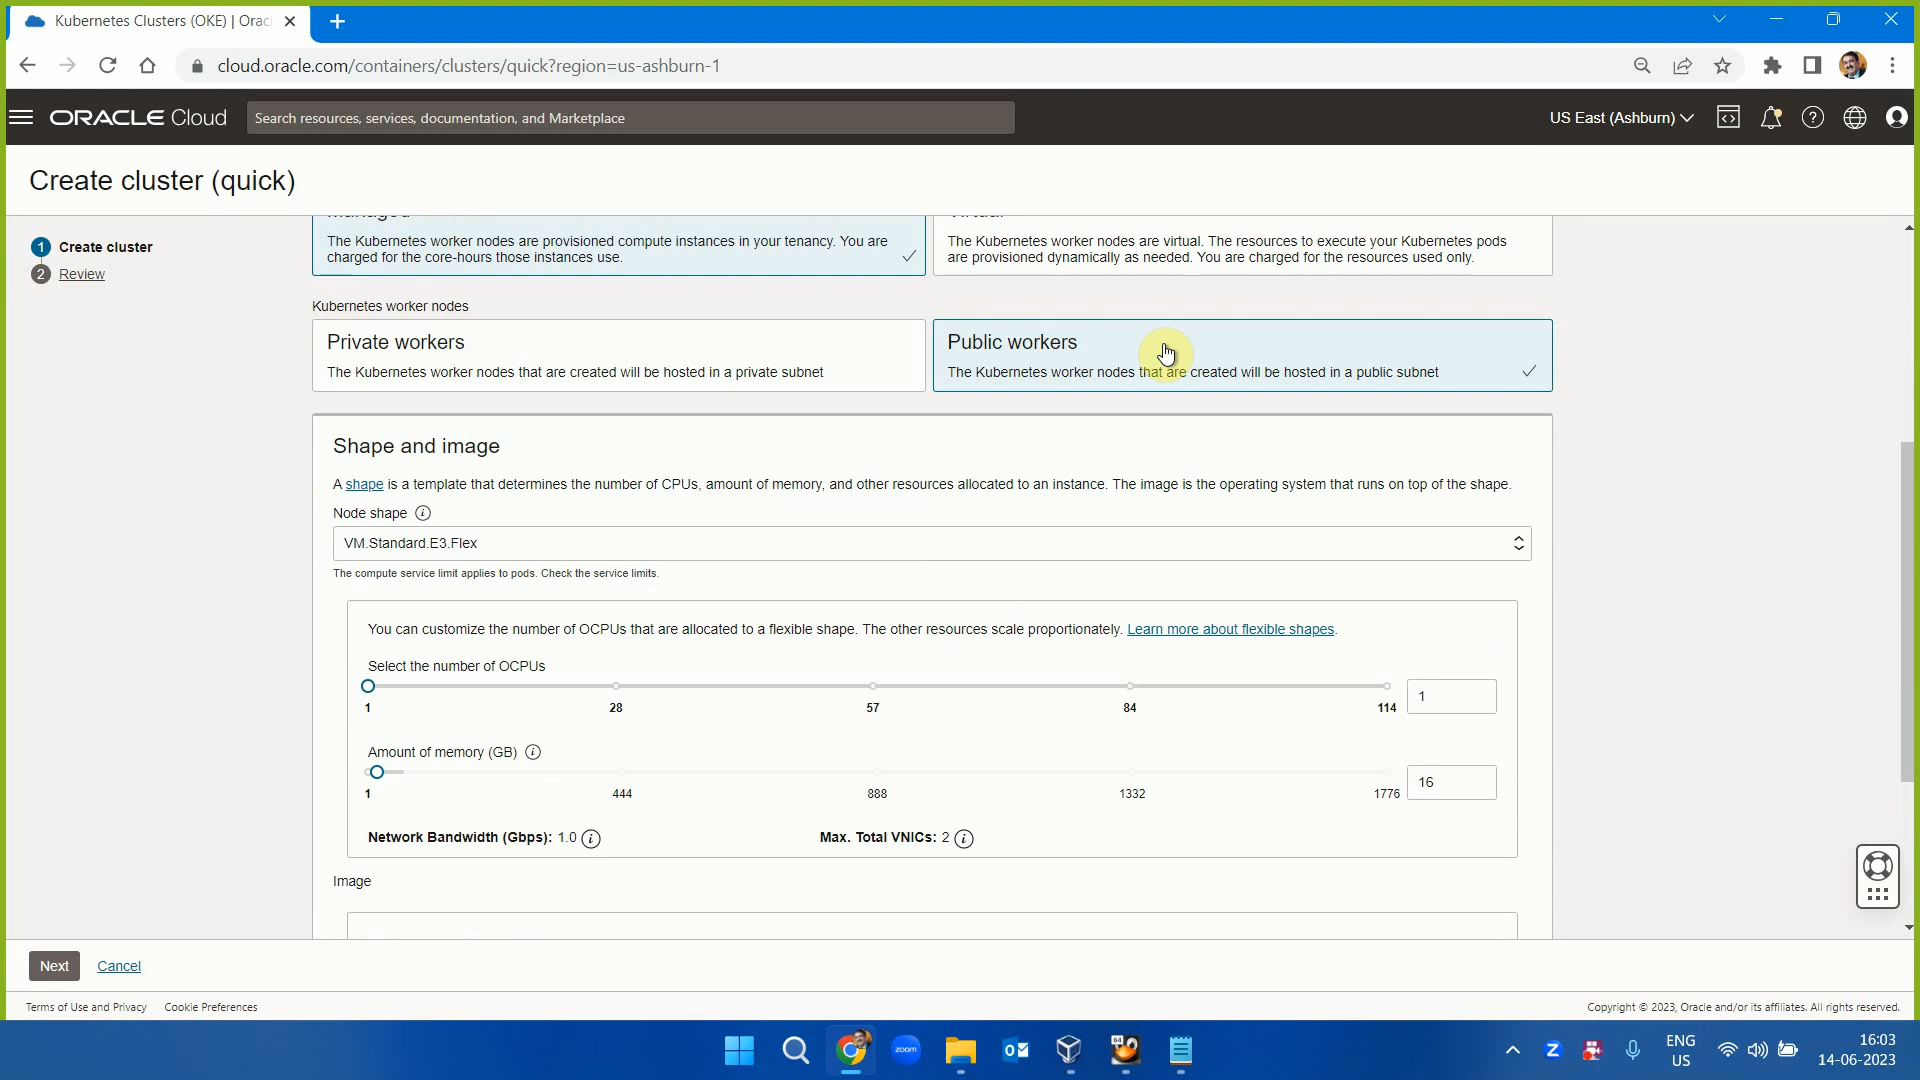 Kubernetes Clusters (OKE) | Orac
cloud.oracle.com/containers/clusters/quick?region=us-ashburn-1
ORACLE Cloud
Search resources, services, documentation, and Marketplace
US East (Ashburn)
Create cluster (quick)
1 Create cluster
2 Review
Managed
The Kubernetes worker nodes are provisioned compute instances in your tenancy. You are
charged for the core-hours those instances use.
Virtual
The Kubernetes worker nodes are virtual. The resources to execute your Kubernetes pods
are provisioned dynamically as needed. You are charged for the resources used only.
Kubernetes worker nodes
Private workers
The Kubernetes worker nodes that are created will be hosted in a private subnet
Public workers
The Kubernetes worker nodes that are created will be hosted in a public subnet
Shape and image
A shape is a template that determines the number of CPUs, amount of memory, and other resources allocated to an instance. The image is the operating system that runs on top of the shape.
Node shape
VM.Standard.E3.Flex
The compute service limit applies to pods. Check the service limits.
You can customize the number of OCPUs that are allocated to a flexible shape. The other resources scale proportionately. Learn more about flexible shapes.
Select the number of OCPUs
1 28 57 84 114
1
Amount of memory (GB)
1 444 888 1332 1776
16
Network Bandwidth (Gbps): 1.0
Max. Total VNICs: 2
Image
Next
Cancel
Terms of Use and Privacy
Cookie Preferences
Copyright © 2023, Oracle and/or its affiliates. All rights reserved.
zoom
64
Z
ENG
US
16:03
14-06-2023